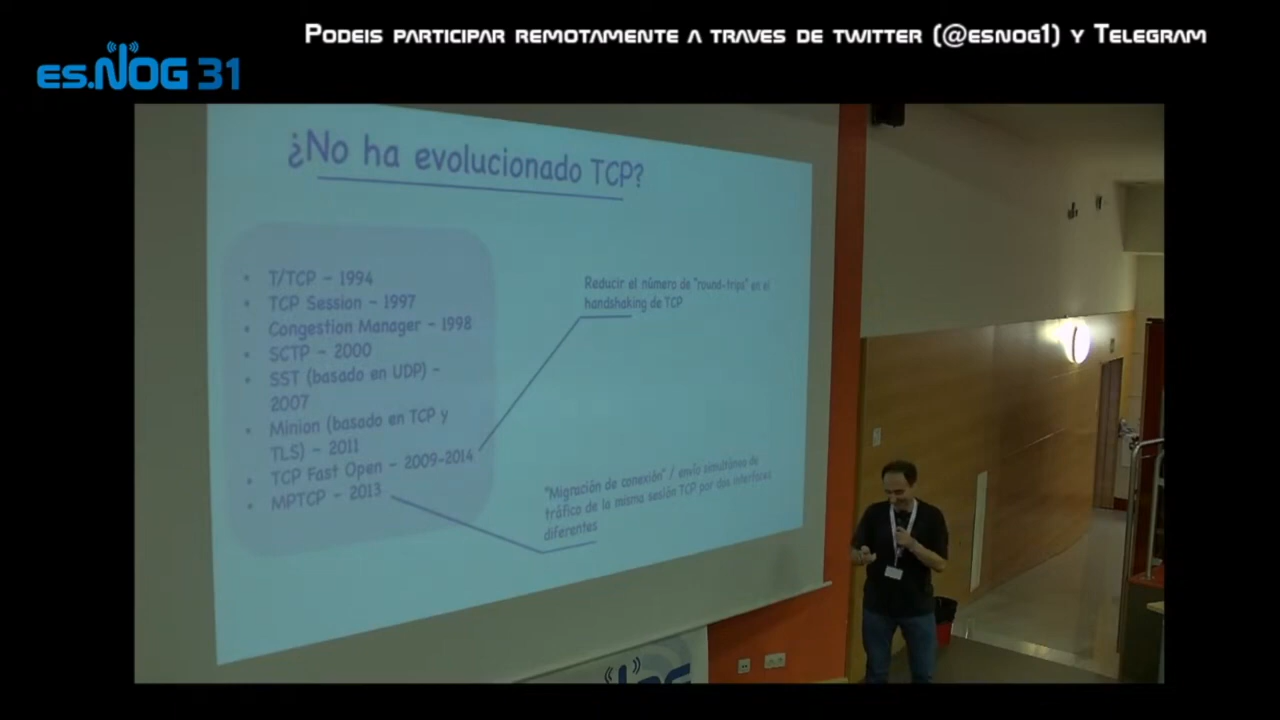 PODEIS PARTICIPAR REMOTAMENTE A TRAVES DE TWITTER (@ESNOG1) Y TELEGRAM
es.NOG 31
¿No ha evolucionado TCP?
• T/TCP – 1994
• TCP Session – 1997
• Congestion Manager – 1998
• SCTP – 2000
• SST (basado en UDP) –
2007
• Minion (basado en TCP y
TLS) – 2011
• TCP Fast Open – 2009-2014
• MPTCP – 2013
Reducir el número de "round-trips" en el
handshaking de TCP
"Migración de conexión" / envío simultáneo de
tráfico de la misma sesión TCP por dos interfaces
diferentes